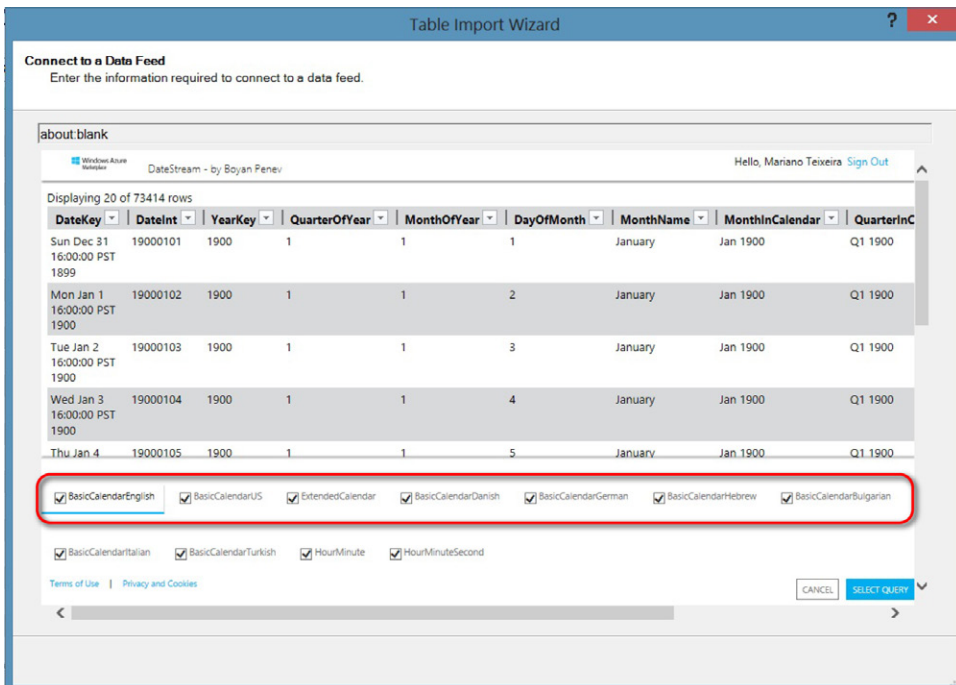 Table Import Wizard
?
Connect to a Data Feed
Enter the information required to connect to a data feed.
about:blank
Windows Azure
Marketplace
DateStream - by Boyan Penev
Hello, Mariano Teixeira Sign Out
Displaying 20 of 73414 rows
DateKey DateInt YearKey QuarterOfYear MonthOfYear DayOfMonth MonthName MonthInCalendar QuarterInC
Sun Dec 31 19000101 1900 1 1 1 January Jan 1900 Q1 1900
16:00:00 PST
1899
Mon Jan 1 19000102 1900 1 1 2 January Jan 1900 Q1 1900
16:00:00 PST
1900
Tue Jan 2 19000103 1900 1 1 3 January Jan 1900 Q1 1900
16:00:00 PST
1900
Wed Jan 3 19000104 1900 1 1 4 January Jan 1900 Q1 1900
16:00:00 PST
1900
Thu Jan 4 19000105 1900 1 1 5 January Jan 1900 Q1 1900
BasicCalendarEnglish BasicCalendarUS ExtendedCalendar BasicCalendarDanish BasicCalendarGerman BasicCalendarHebrew BasicCalendarBulgarian
BasicCalendarItalian BasicCalendarTurkish HourMinute HourMinuteSecond
Terms of Use | Privacy and Cookies
CANCEL SELECT QUERY